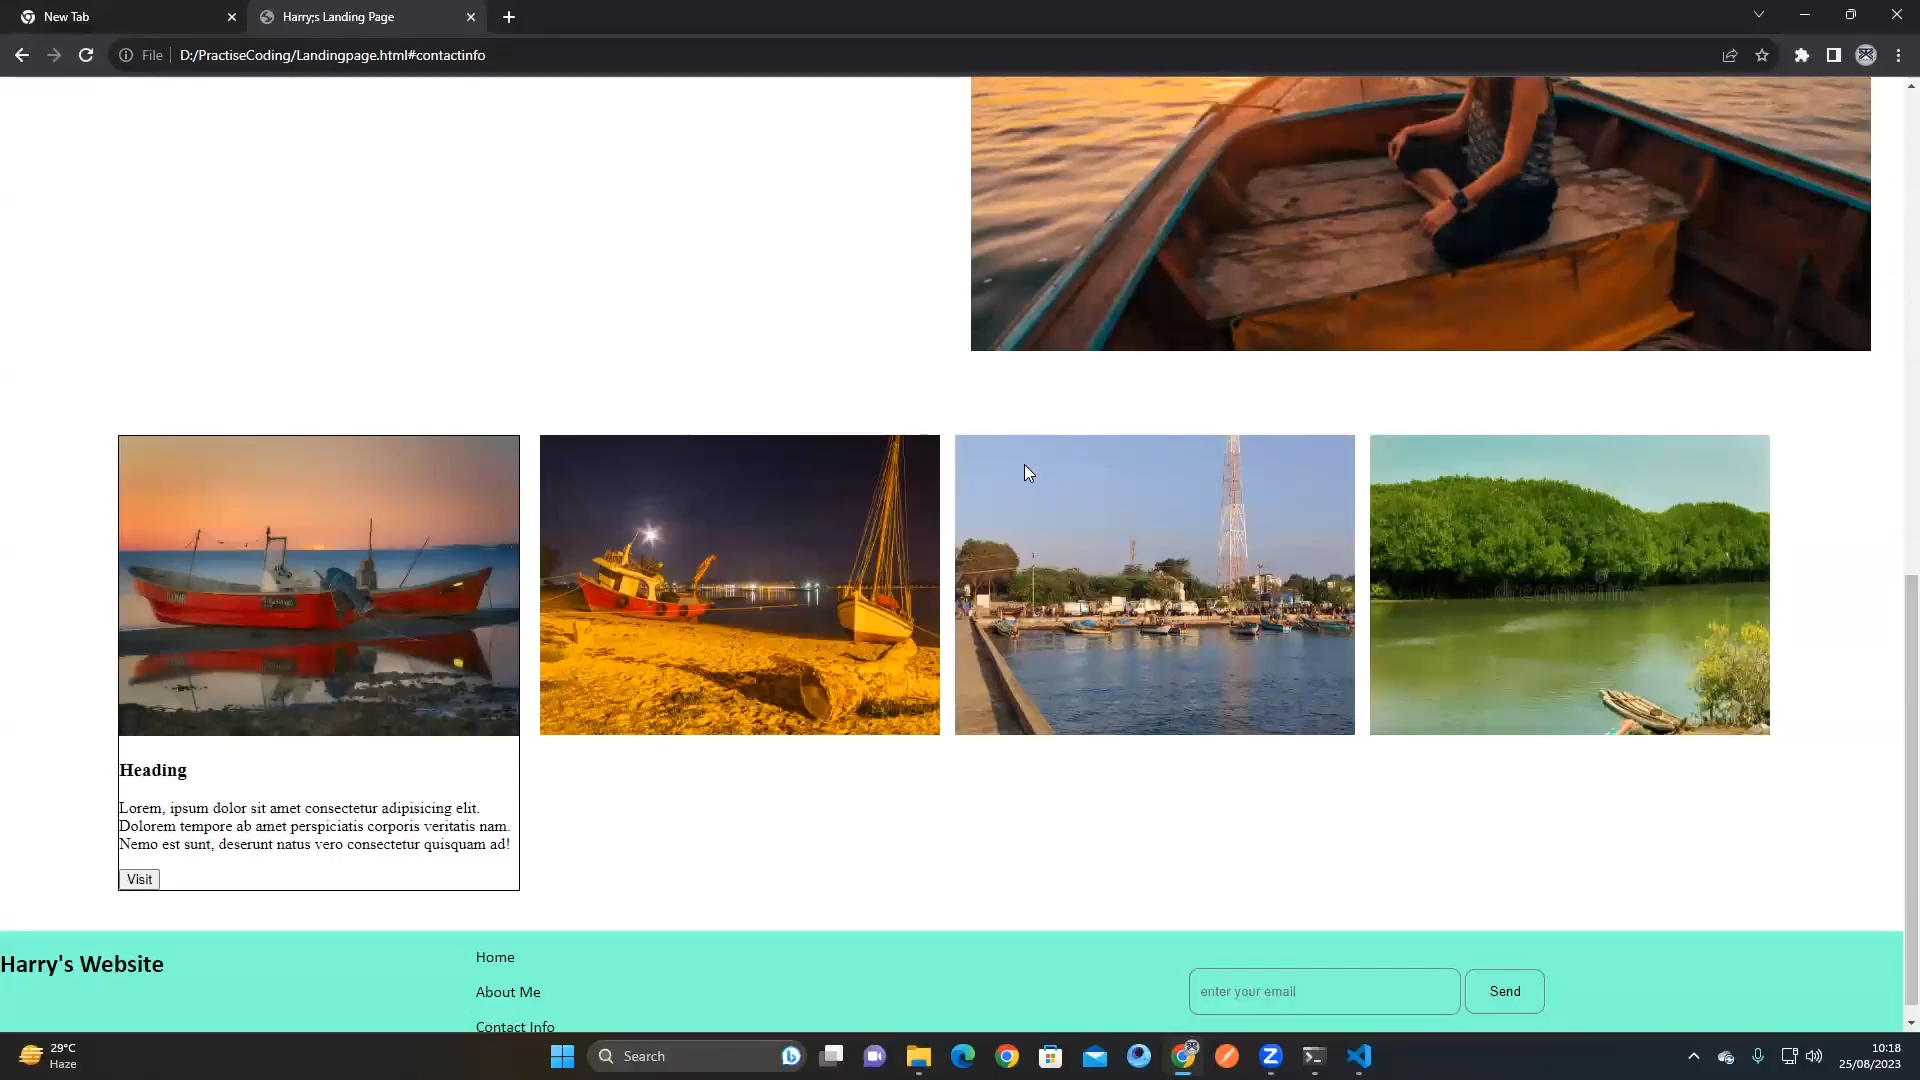 New Tab
Harry;s Landing Page
File
D:/PractiseCoding/Landingpage.html#contactinfo
dreamstime
Heading
Lorem, ipsum dolor sit amet consectetur adipisicing elit.
Dolorem tempore ab amet perspiciatis corporis veritatis nam.
Nemo est sunt, deserunt natus vero consectetur quisquam ad!
Visit
Harry's Website
Home
About Me
Contact Info
enter your email
Send
29°C
Haze
Search
10:18
25/08/2023